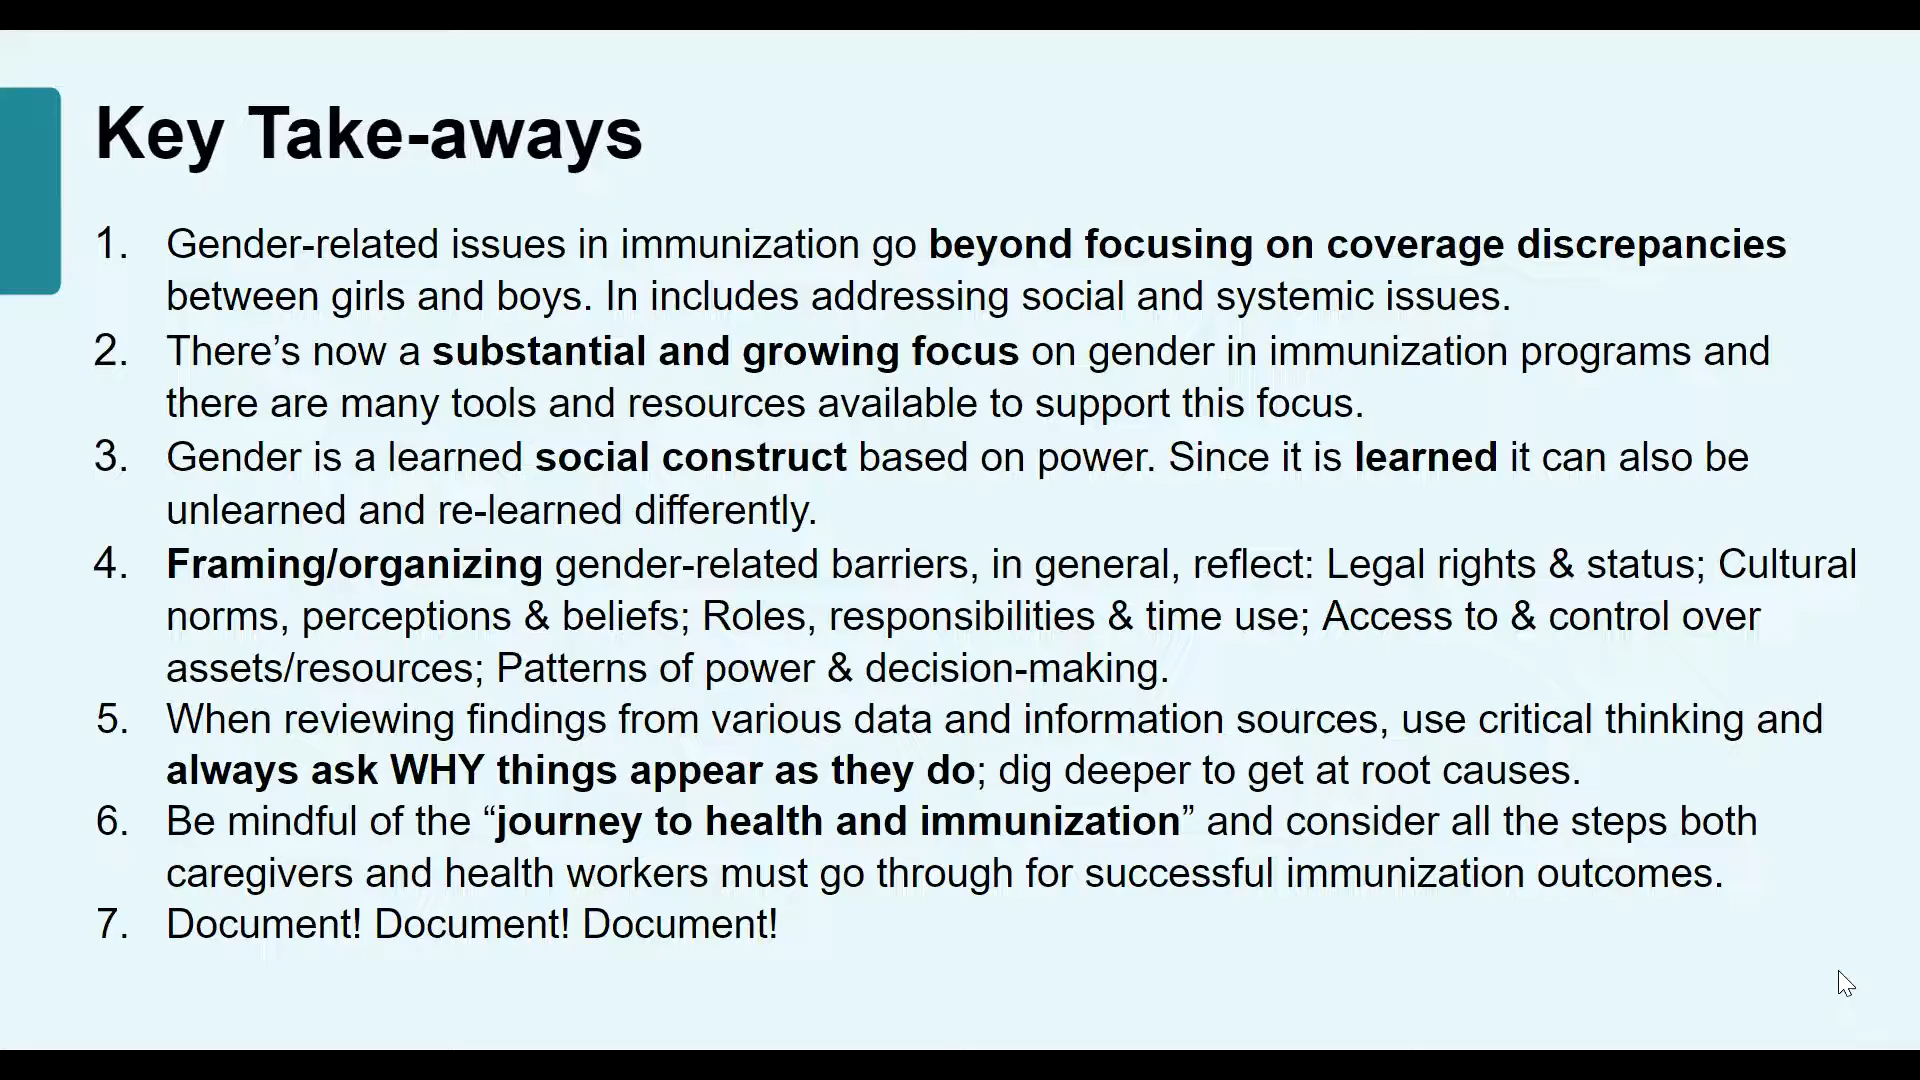 Key Take-aways
1. Gender-related issues in immunization go beyond focusing on coverage discrepancies
between girls and boys. In includes addressing social and systemic issues.
2. There’s now a substantial and growing focus on gender in immunization programs and
there are many tools and resources available to support this focus.
3. Gender is a learned social construct based on power. Since it is learned it can also be
unlearned and re-learned differently.
4. Framing/organizing gender-related barriers, in general, reflect: Legal rights & status; Cultural
norms, perceptions & beliefs; Roles, responsibilities & time use; Access to & control over
assets/resources; Patterns of power & decision-making.
5. When reviewing findings from various data and information sources, use critical thinking and
always ask WHY things appear as they do; dig deeper to get at root causes.
6. Be mindful of the “journey to health and immunization” and consider all the steps both
caregivers and health workers must go through for successful immunization outcomes.
7. Document! Document! Document!